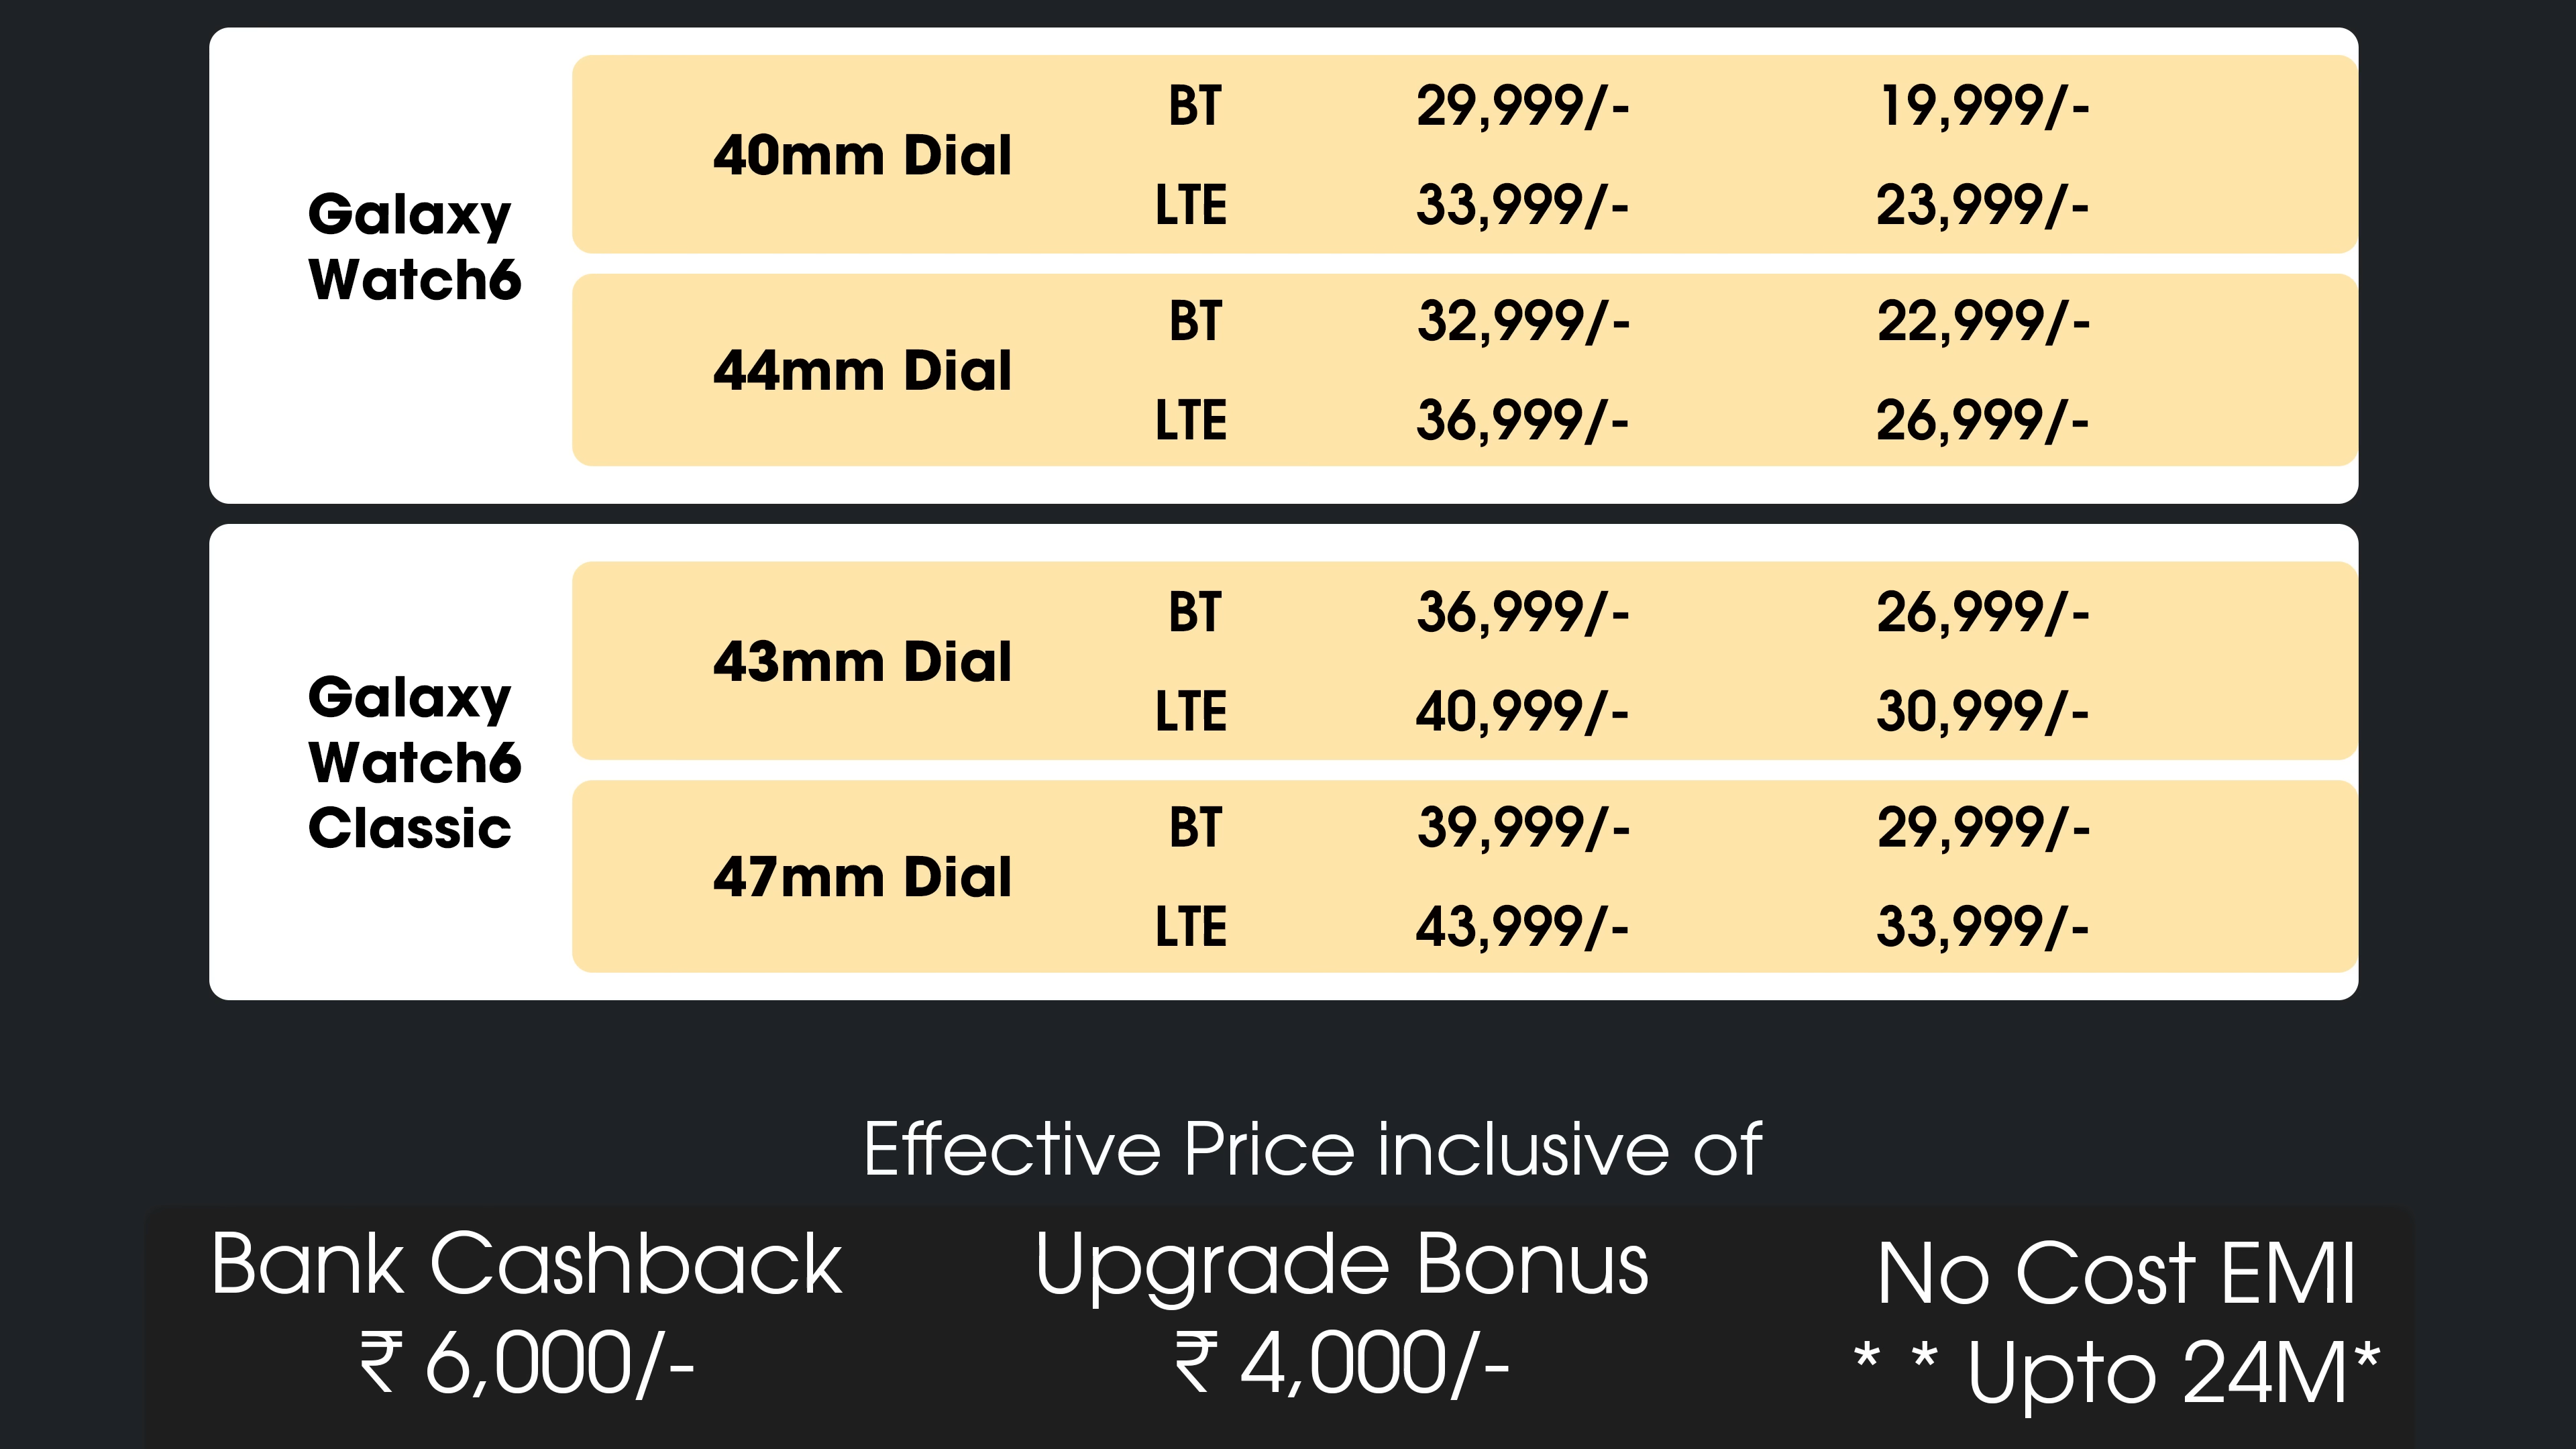 Galaxy
Watch6
40mm Dial
BT 29,999/- 19,999/-
LTE 33,999/- 23,999/-
44mm Dial
BT 32,999/- 22,999/-
LTE 36,999/- 26,999/-
Galaxy
Watch6
Classic
43mm Dial
BT 36,999/- 26,999/-
LTE 40,999/- 30,999/-
47mm Dial
BT 39,999/- 29,999/-
LTE 43,999/- 33,999/-
Effective Price inclusive of
Bank Cashback
₹ 6,000/-
Upgrade Bonus
₹ 4,000/-
No Cost EMI
* * Upto 24M*